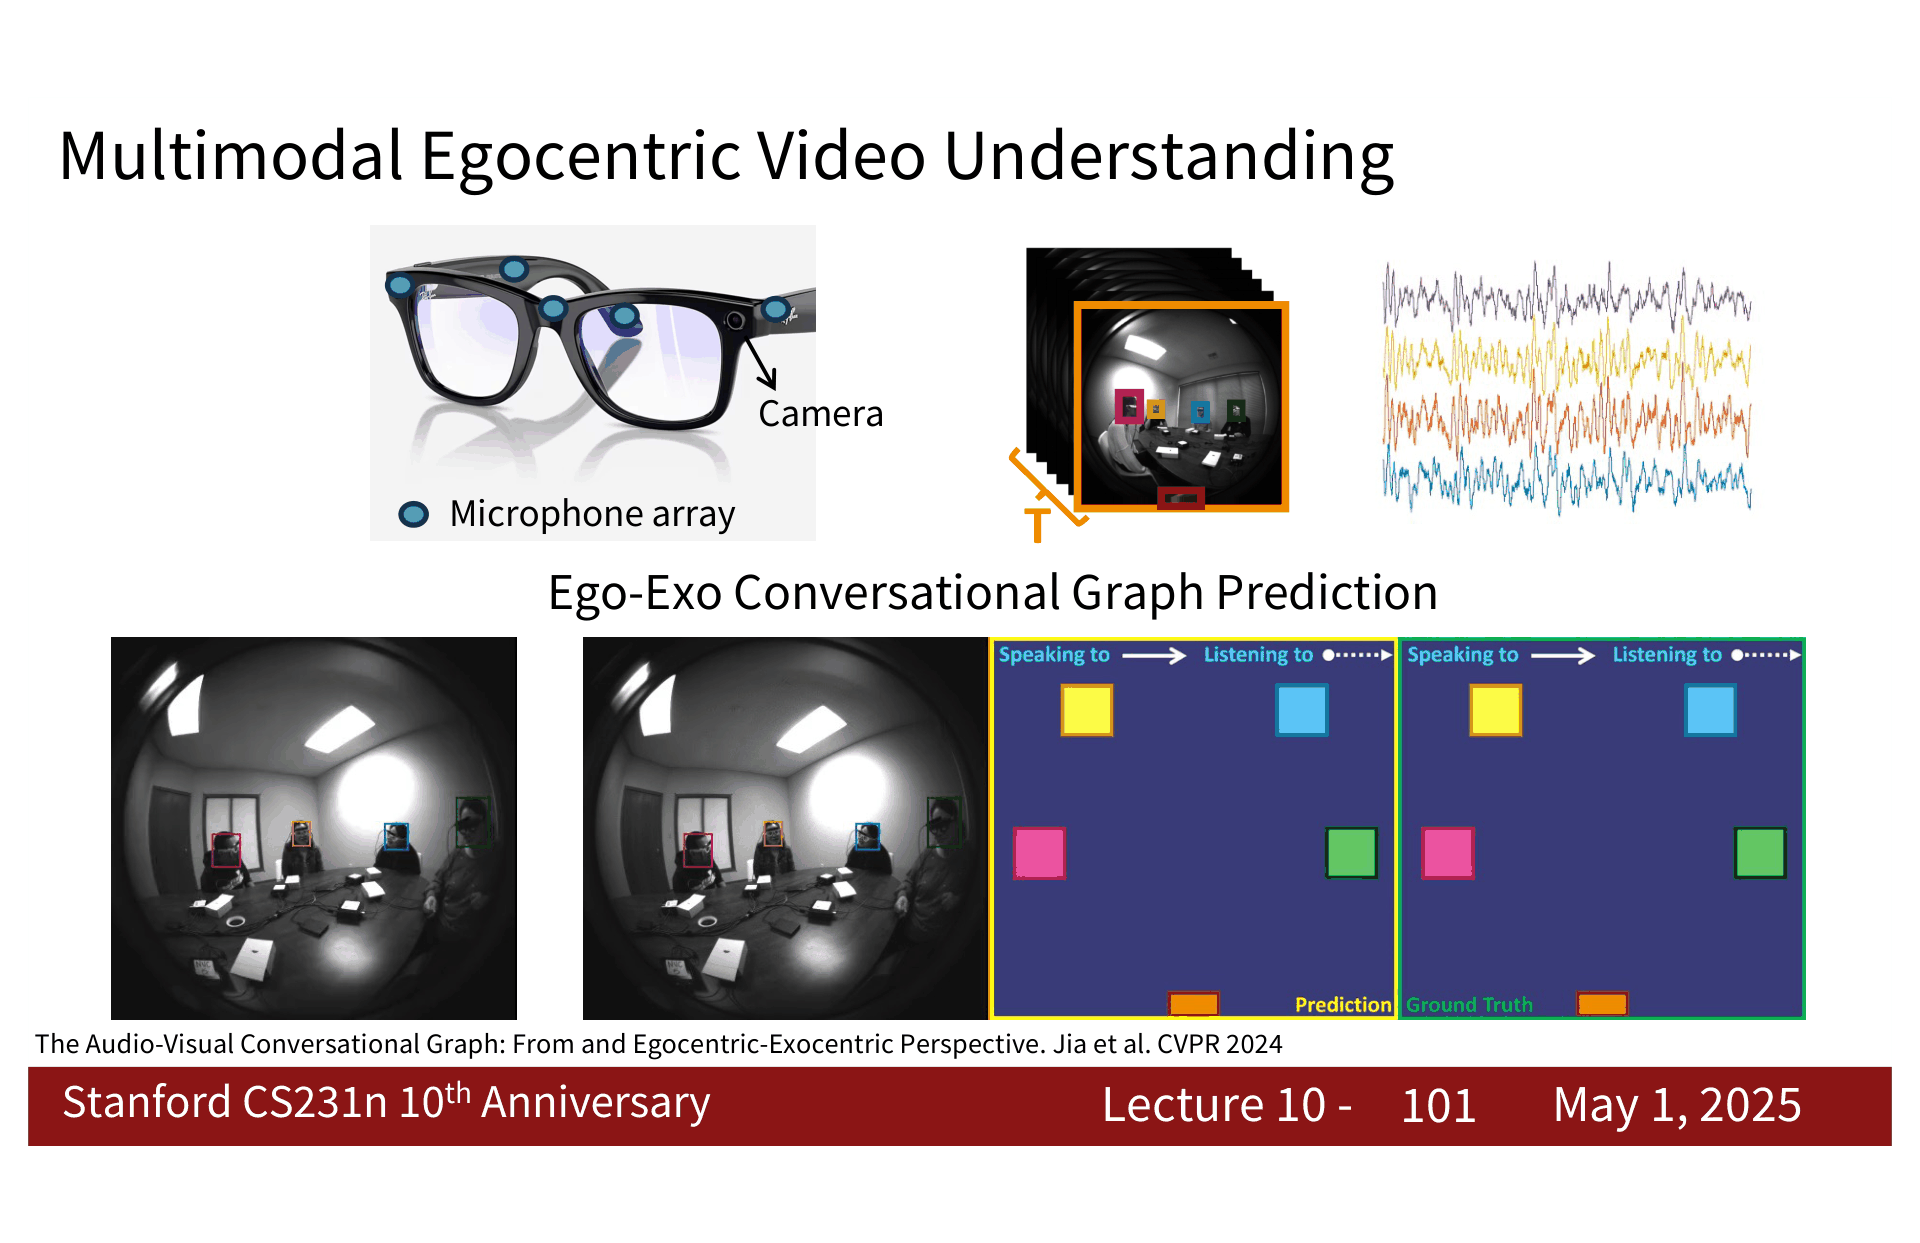 Multimodal Egocentric Video Understanding
Camera
Microphone array
T
Ego-Exo Conversational Graph Prediction
Speaking to
Listening to
Speaking to
Listening to
Prediction
Ground Truth
The Audio-Visual Conversational Graph: From and Egocentric-Exocentric Perspective. Jia et al. CVPR 2024
Stanford CS231n 10th Anniversary
Lecture 10 - 101
May 1, 2025